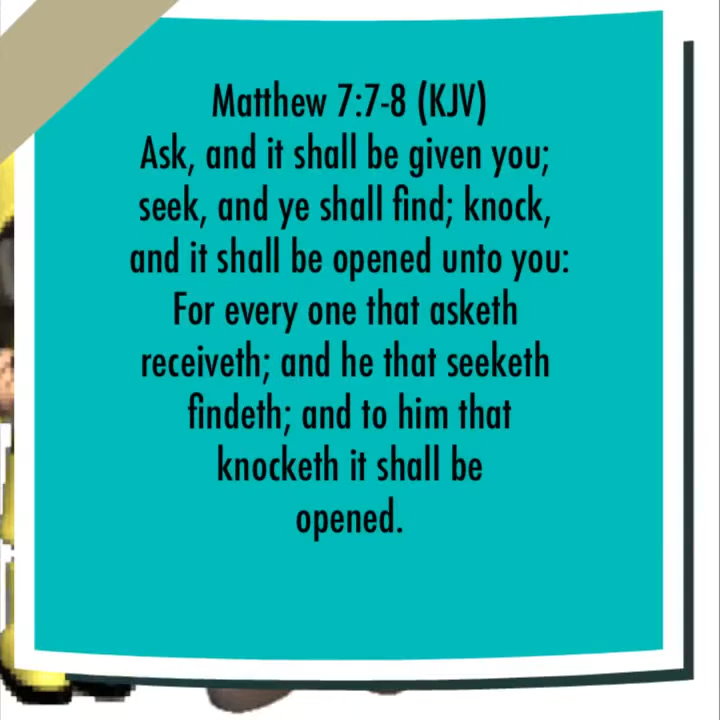 Matthew 7:7-8 (KJV)
Ask, and it shall be given you;
seek, and ye shall find; knock,
and it shall be opened unto you:
For every one that asketh
receiveth; and he that seeketh
findeth; and to him that
knocketh it shall be
opened.